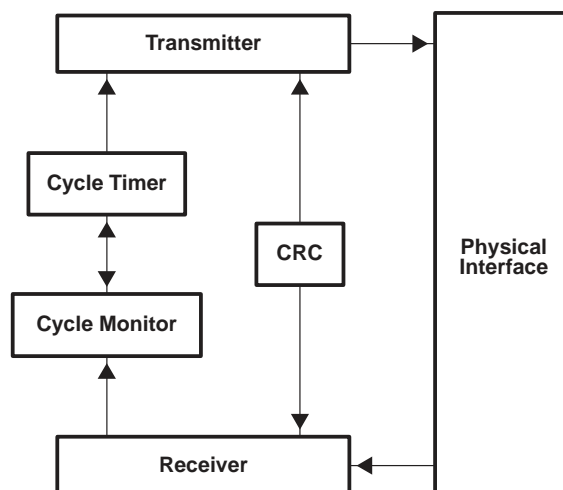 Transmitter
Cycle Timer
CRC
Physical
Interface
Cycle Monitor
Receiver